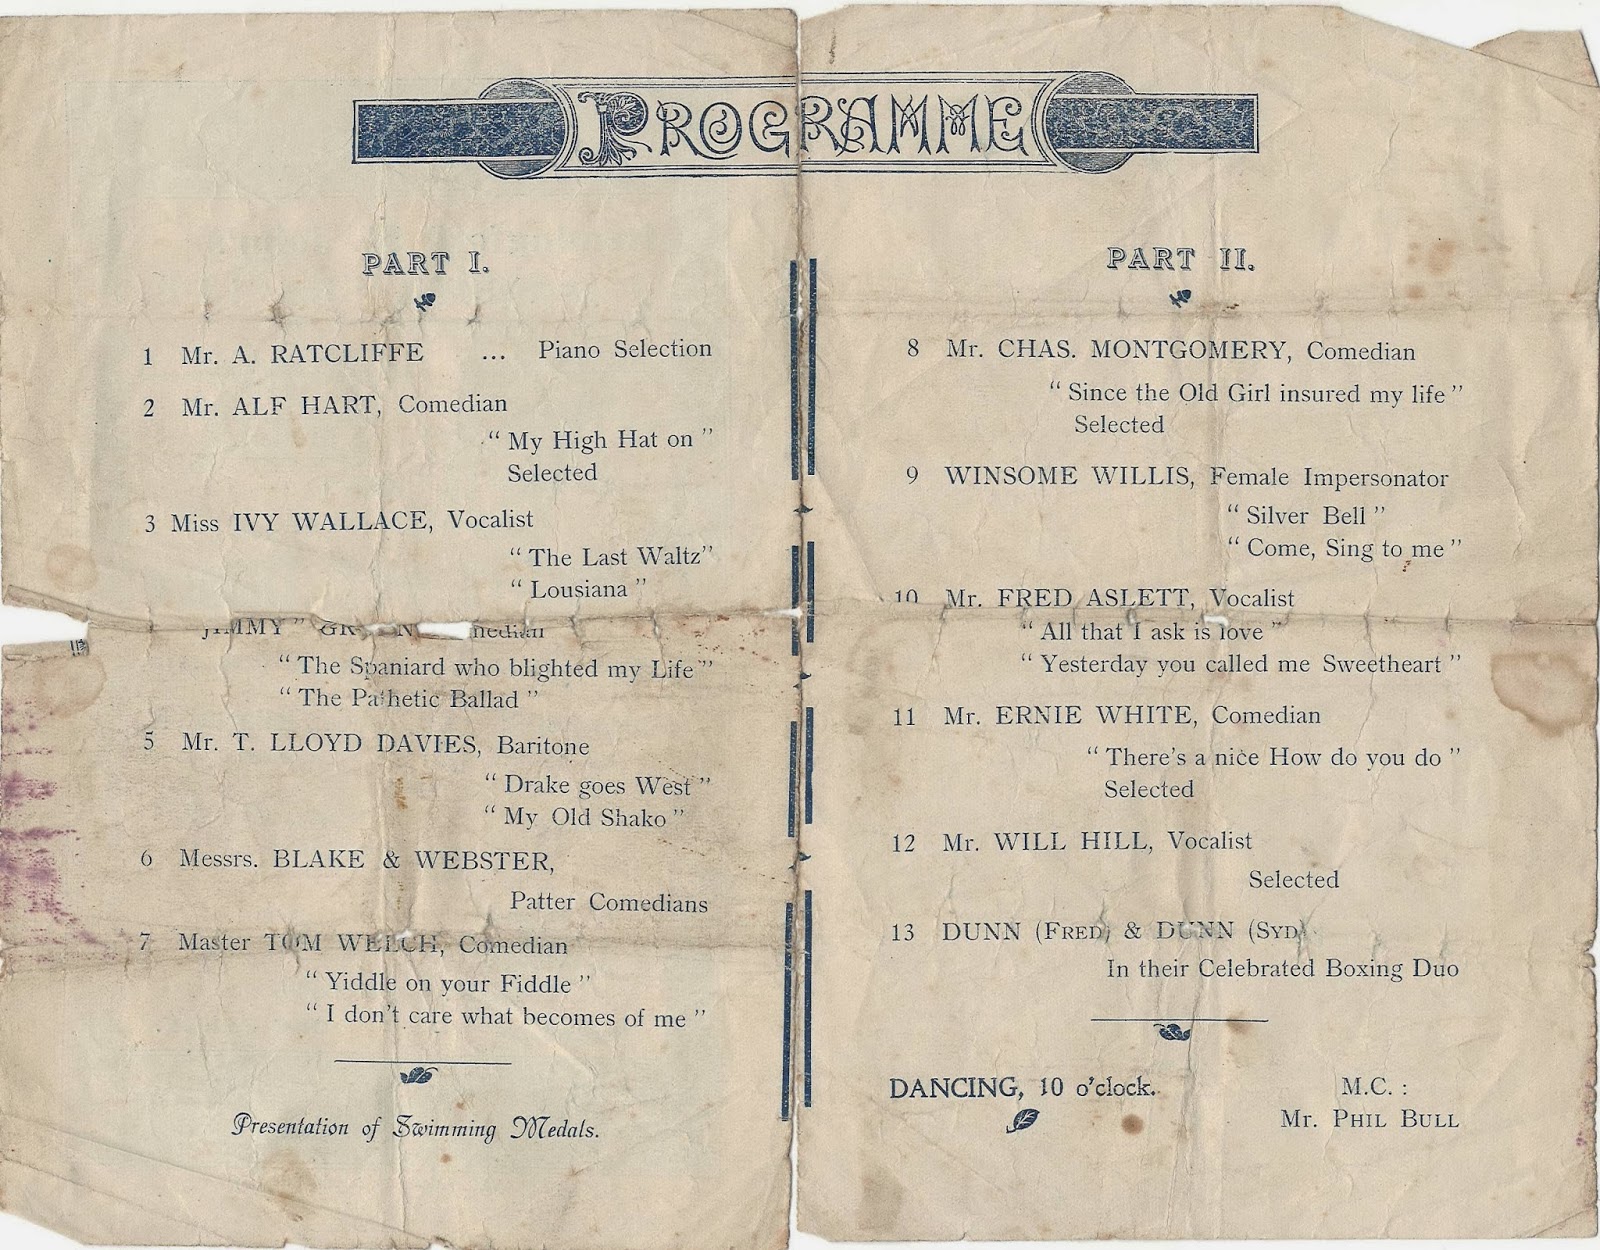 PROGRAMME
PART I.
1 Mr. A. RATCLIFFE ... Piano Selection
2 Mr. ALF HART, Comedian
“ My High Hat on ”
Selected
3 Miss IVY WALLACE, Vocalist
“ The Last Waltz”
“ Lousiana ”
JIMMY”
“ The Spaniard who blighted my Life ”
“ The Pathetic Ballad ”
5 Mr. T. LLOYD DAVIES, Baritone
“ Drake goes West ”
“ My Old Shako ”
6 Messrs. BLAKE & WEBSTER,
Patter Comedians
7 Master TOM WELCH, Comedian
“ Yiddle on your Fiddle ”
“ I don't care what becomes of me ”
Presentation of Swimming Medals.
PART II.
8 Mr. CHAS. MONTGOMERY, Comedian
“ Since the Old Girl insured my life ”
Selected
9 WINSOME WILLIS, Female Impersonator
“ Silver Bell ”
“ Come, Sing to me ”
10 Mr. FRED ASLETT, Vocalist
“ All that I ask is love ”
“ Yesterday you called me Sweetheart ”
11 Mr. ERNIE WHITE, Comedian
“ There's a nice How do you do ”
Selected
12 Mr. WILL HILL, Vocalist
Selected
13 DUNN (FRED) & DUNN (SYD)
In their Celebrated Boxing Duo
DANCING, 10 o'clock.
M.C. :
Mr. PHIL BULL